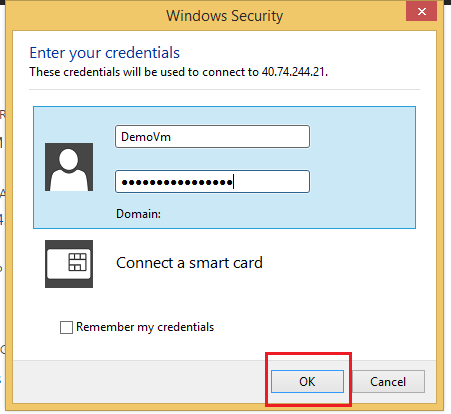 Windows Security
Enter your credentials
These credentials will be used to connect to 40.74.244.21.
DemoVm
●●●●●●●●●●●●●●●●
Domain:
Connect a smart card
Remember my credentials
OK
Cancel